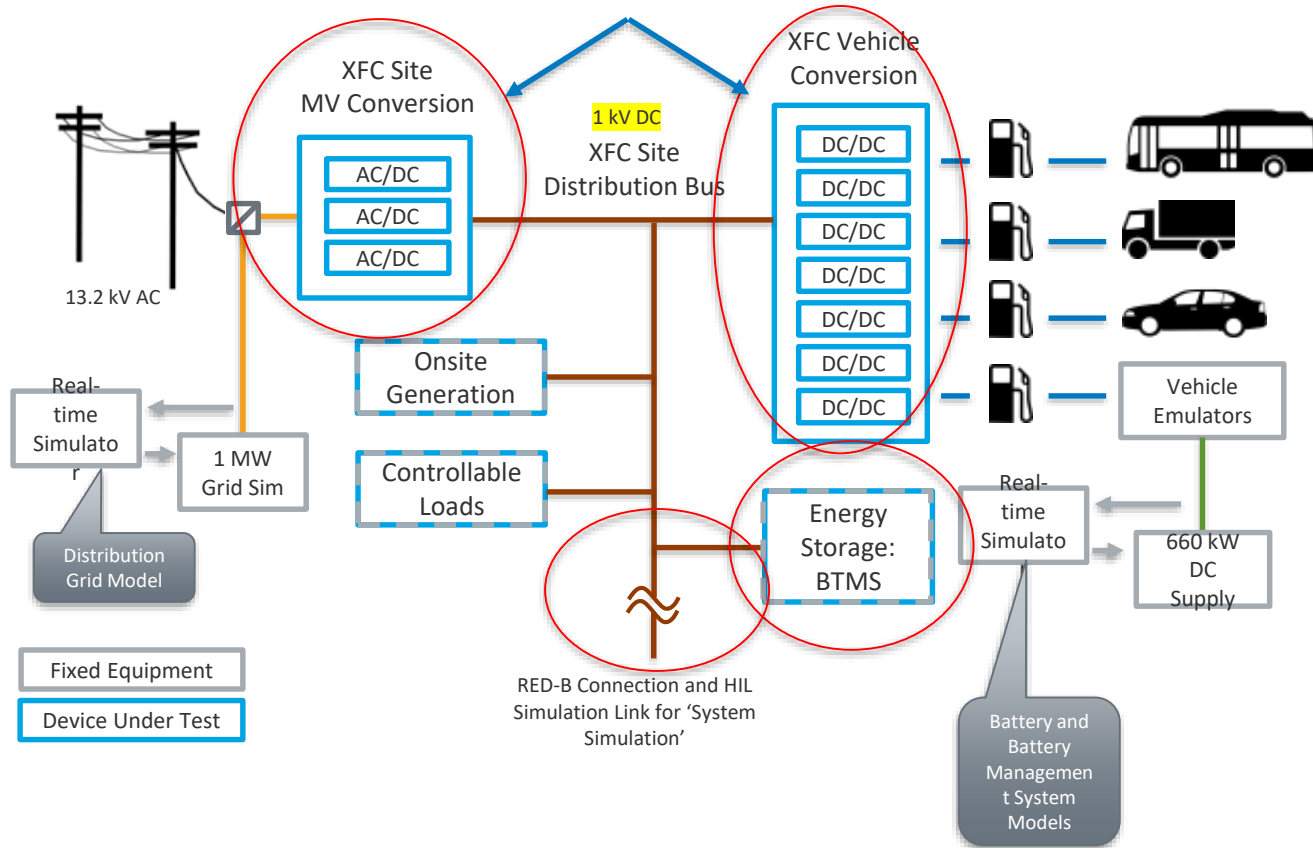 XFC Site
MV Conversion
AC/DC
AC/DC
AC/DC
1 kV DC
XFC Site
Distribution Bus
XFC Vehicle
Conversion
DC/DC
DC/DC
DC/DC
DC/DC
DC/DC
DC/DC
DC/DC
13.2 kV AC
Real-
time
Simulato
r
1 MW
Grid Sim
Distribution
Grid Model
Onsite
Generation
Controllable
Loads
Energy
Storage:
BTMS
Vehicle
Emulators
Real-
time
Simulato
660 kW
DC
Supply
RED-B Connection and HIL
Simulation Link for ‘System
Simulation’
Battery and
Battery
Managemen
t System
Models
Fixed Equipment
Device Under Test